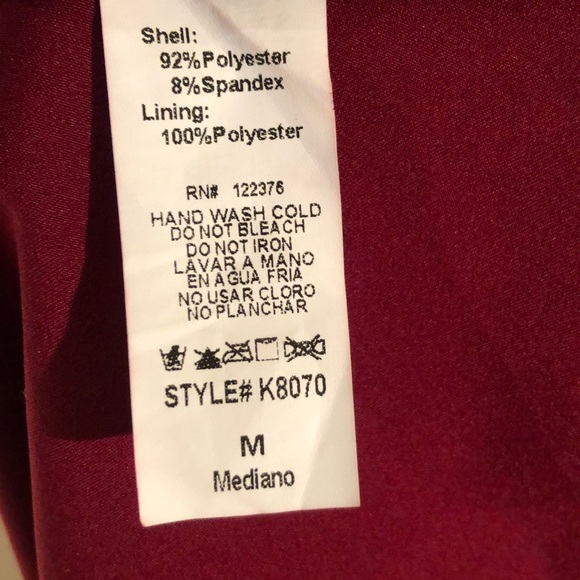 Shell:
92%Polyester
8%Spandex
Lining:
100%Polyester
RN# 122376
HAND WASH COLD
DO NOT BLEACH
DO NOT IRON
LAVAR A MANO
EN AGUA FRIA
NO USAR CLORO
NO PLANCHAR
STYLE# K8070
M
Mediano